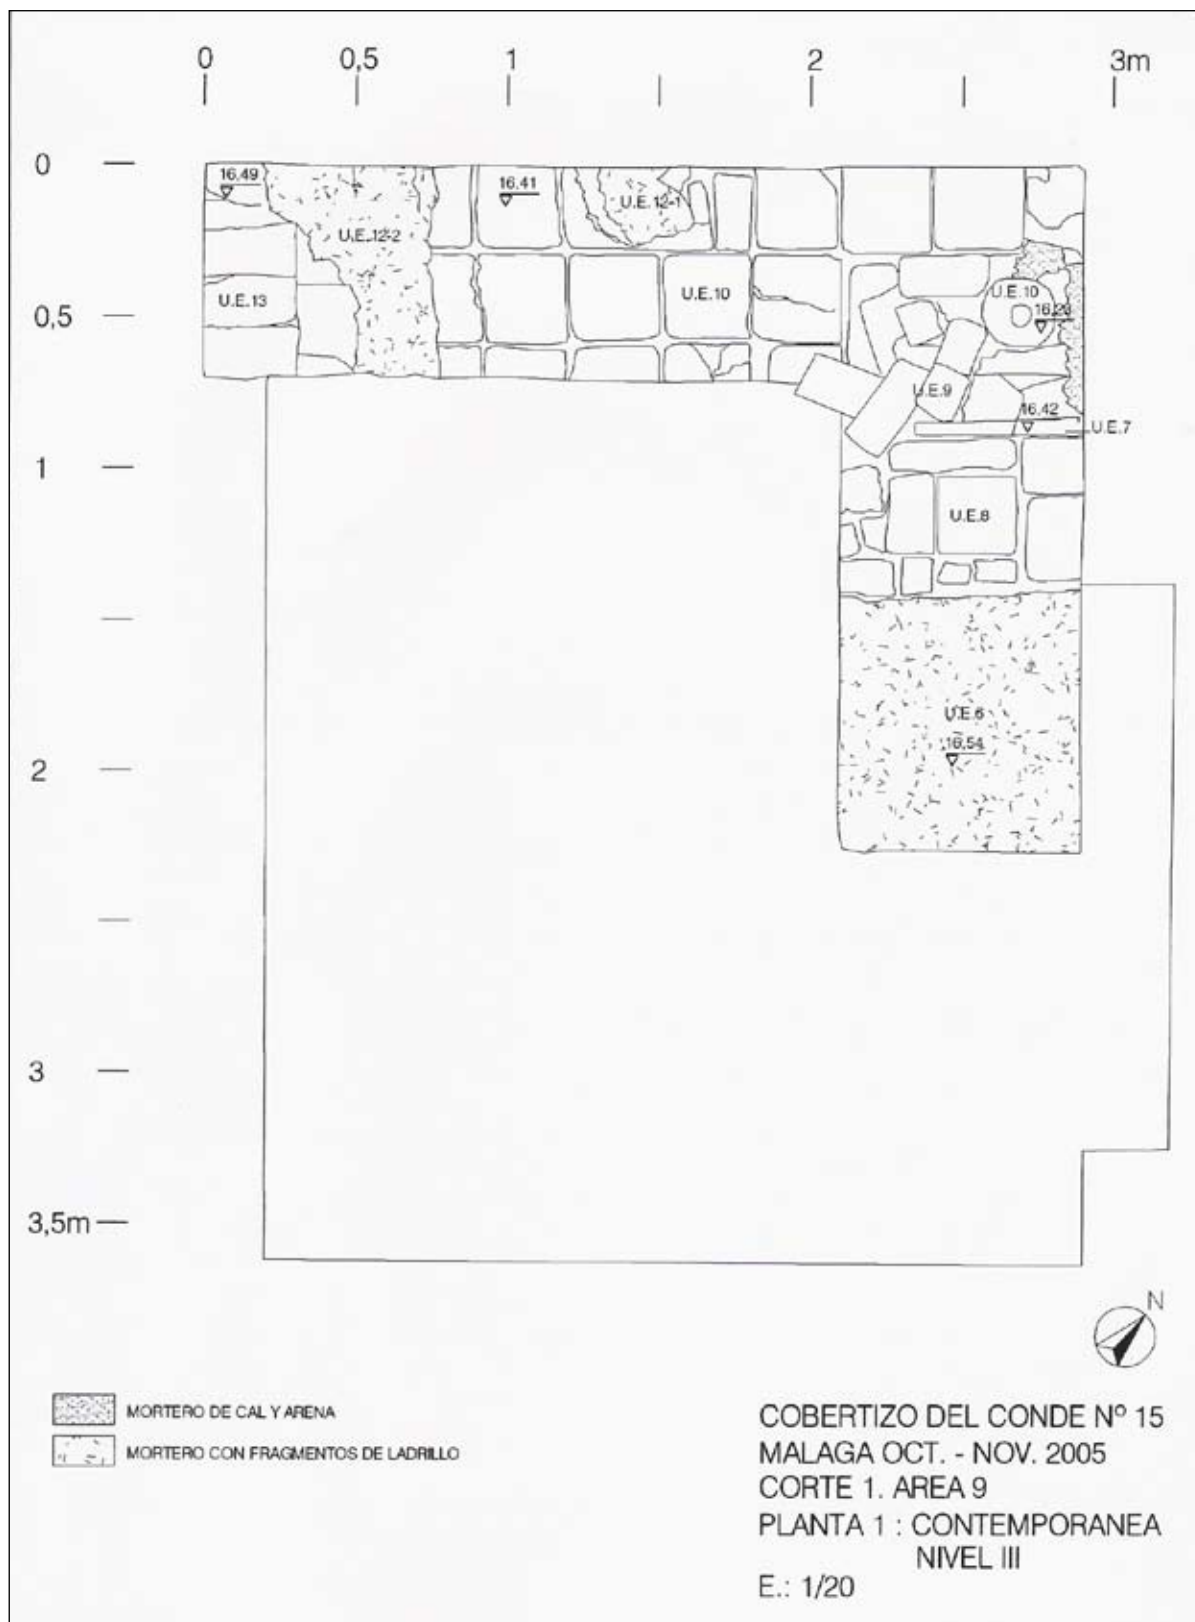 0 0,5 1 2 3m
0
0,5
1
2
3
3,5m
16.49
16.41
U.E.12-1
U.E.12-2
U.E.13
U.E.10
U.E.10
16.23
U.E.9
16.42
U.E.7
U.E.8
U.E.6
16.54
N
MORTERO DE CAL Y ARENA
MORTERO CON FRAGMENTOS DE LADRILLO
COBERTIZO DEL CONDE Nº 15
MALAGA OCT. - NOV. 2005
CORTE 1. AREA 9
PLANTA 1 : CONTEMPORANEA
NIVEL III
E.: 1/20